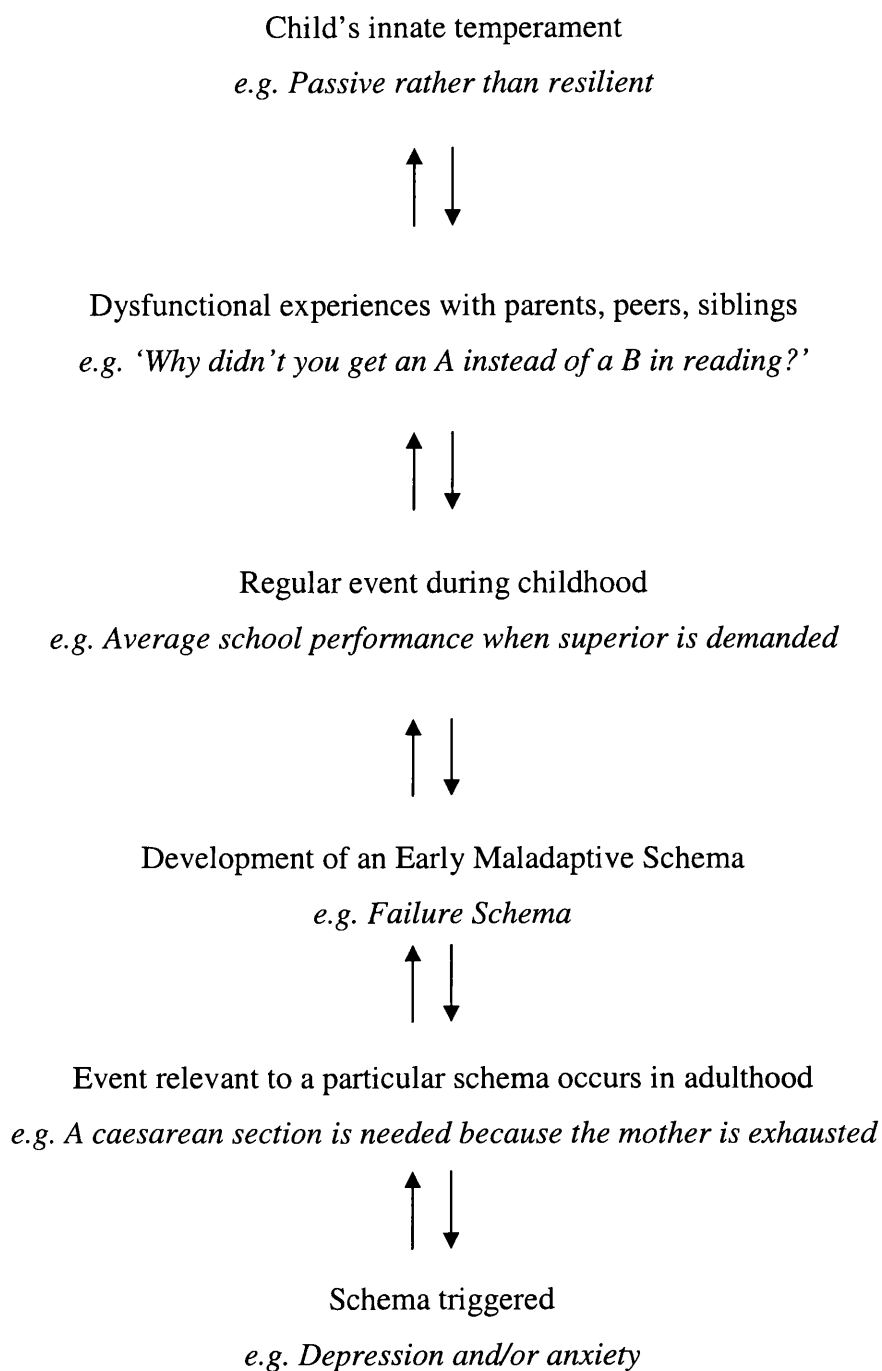 Child's innate temperament
e.g. Passive rather than resilient
Dysfunctional experiences with parents, peers, siblings
e.g. ‘Why didn't you get an A instead of a B in reading?’
Regular event during childhood
e.g. Average school performance when superior is demanded
Development of an Early Maladaptive Schema
e.g. Failure Schema
Event relevant to a particular schema occurs in adulthood
e.g. A caesarean section is needed because the mother is exhausted
Schema triggered
e.g. Depression and/or anxiety